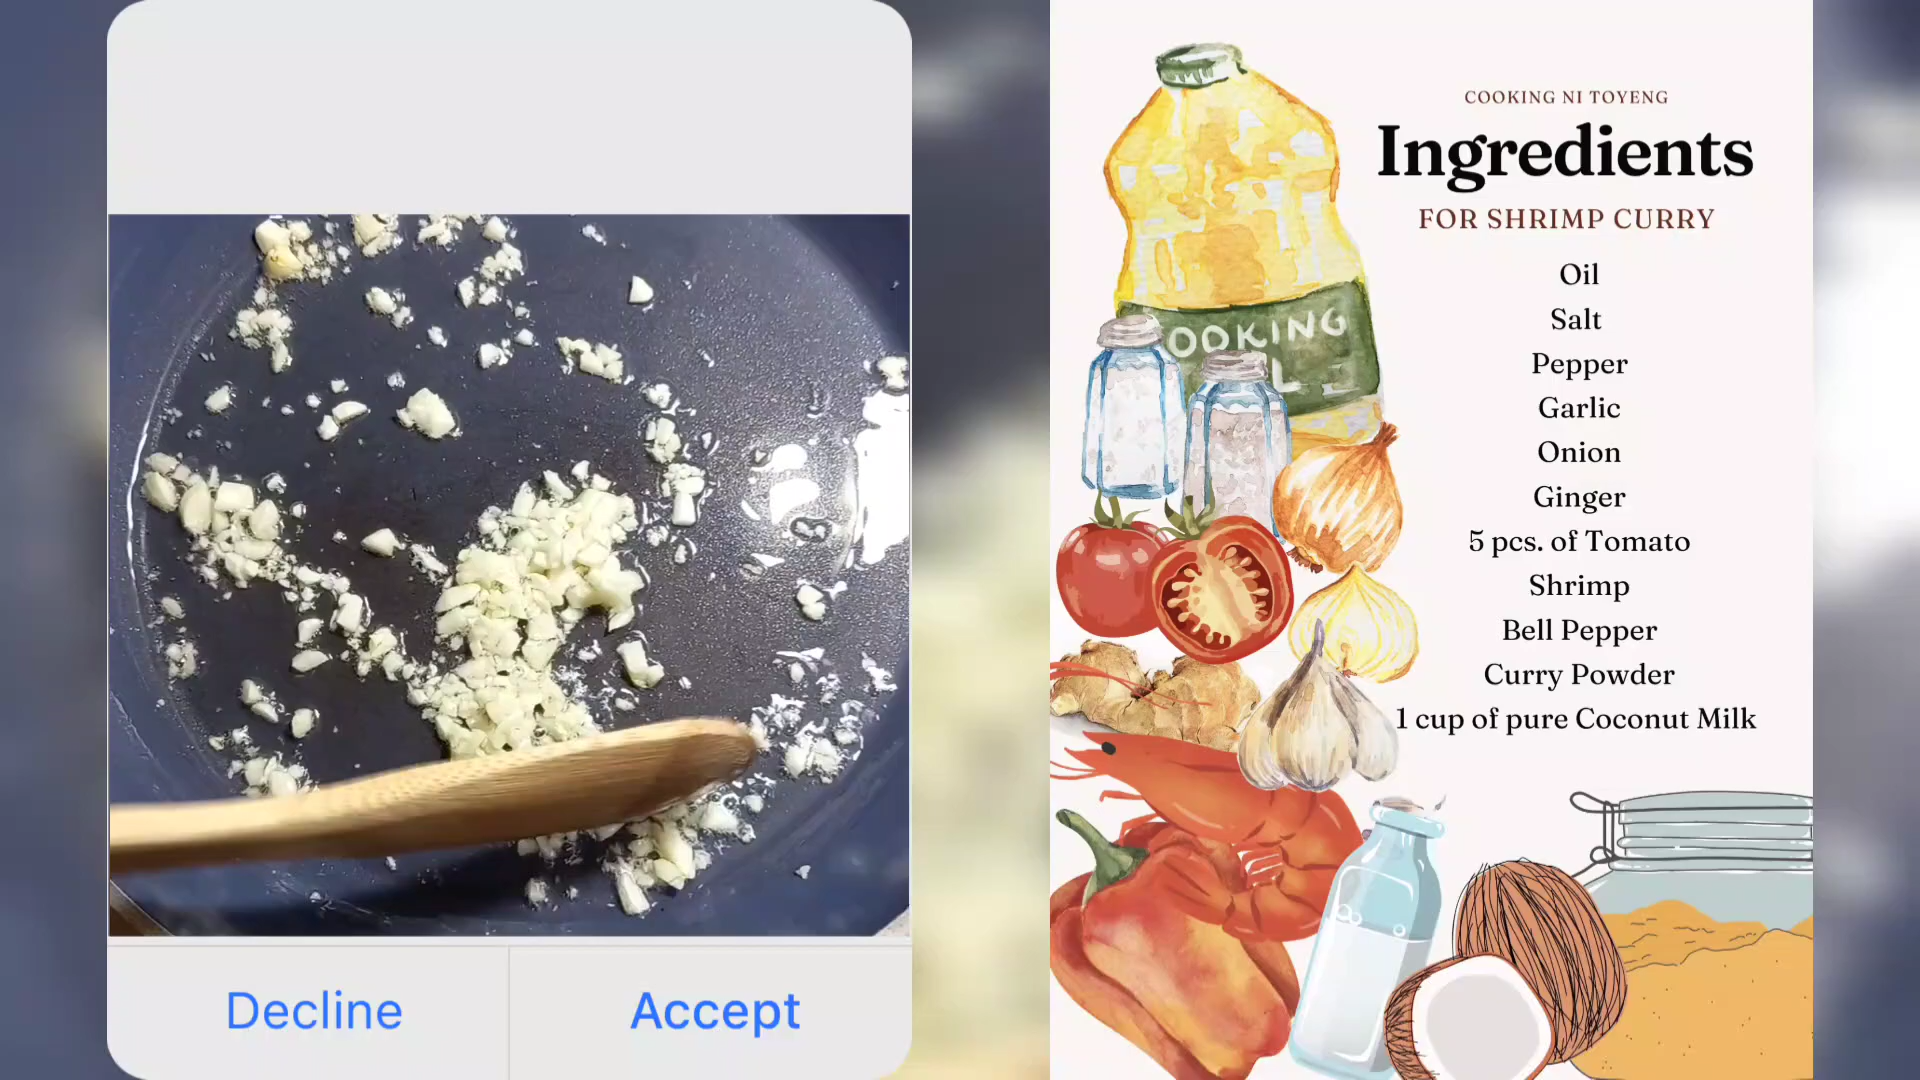 Decline
Accept
COOKING NI TOYENG
Ingredients
FOR SHRIMP CURRY
Oil
Salt
Pepper
Garlic
Onion
Ginger
5 pcs. of Tomato
Shrimp
Bell Pepper
Curry Powder
1 cup of pure Coconut Milk
OOKING
L